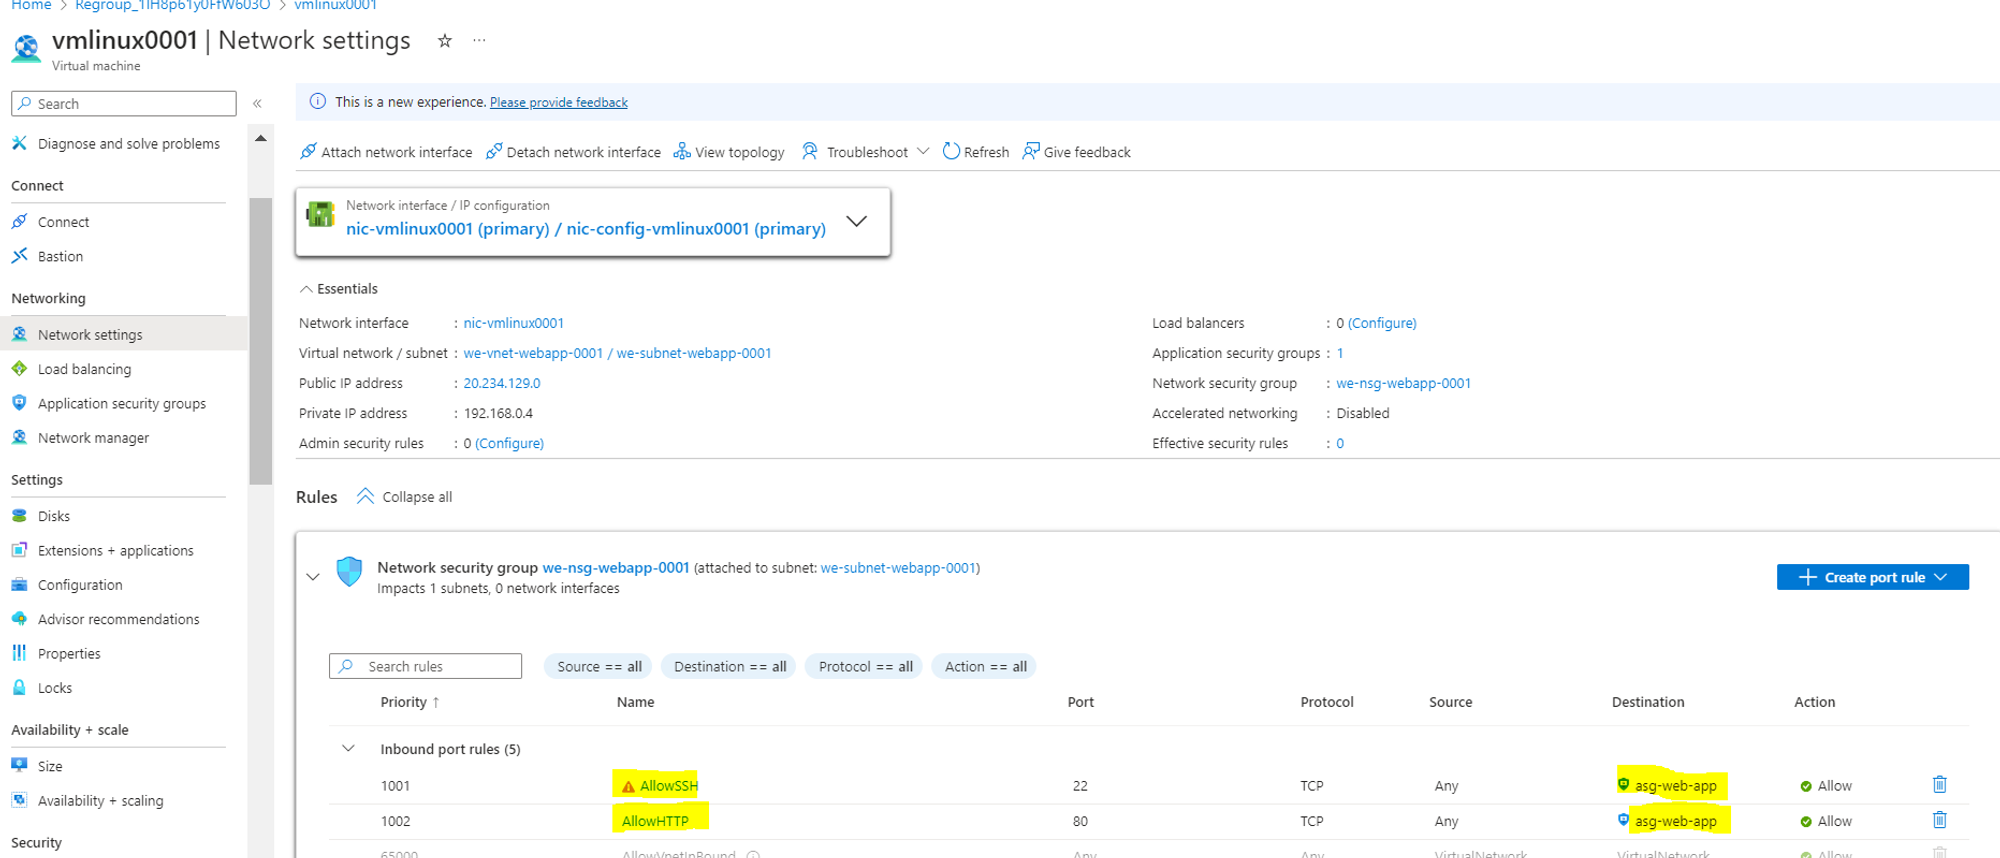 Home > Regroup_1IH8p61y0FfW603O > vmlinux0001
vmlinux0001 | Network settings
Virtual machine
Search
Diagnose and solve problems
Connect
Connect
Bastion
Networking
Network settings
Load balancing
Application security groups
Network manager
Settings
Disks
Extensions + applications
Configuration
Advisor recommendations
Properties
Locks
Availability + scale
Size
Availability + scaling
Security
This is a new experience. Please provide feedback
Attach network interface Detach network interface View topology Troubleshoot Refresh Give feedback
Network interface / IP configuration
nic-vmlinux0001 (primary) / nic-config-vmlinux0001 (primary)
Essentials
Network interface : nic-vmlinux0001
Virtual network / subnet : we-vnet-webapp-0001 / we-subnet-webapp-0001
Public IP address : 20.234.129.0
Private IP address : 192.168.0.4
Admin security rules : 0 (Configure)
Load balancers : 0 (Configure)
Application security groups : 1
Network security group : we-nsg-webapp-0001
Accelerated networking : Disabled
Effective security rules : 0
Rules Collapse all
Network security group we-nsg-webapp-0001 (attached to subnet: we-subnet-webapp-0001)
Impacts 1 subnets, 0 network interfaces
Create port rule
Search rules Source == all Destination == all Protocol == all Action == all
Priority ↑ Name Port Protocol Source Destination Action
Inbound port rules (5)
1001 AllowSSH 22 TCP Any asg-web-app Allow
1002 AllowHTTP 80 TCP Any asg-web-app Allow
65000 AllowVnetInBound Any Any VirtualNetwork VirtualNetwork Allow